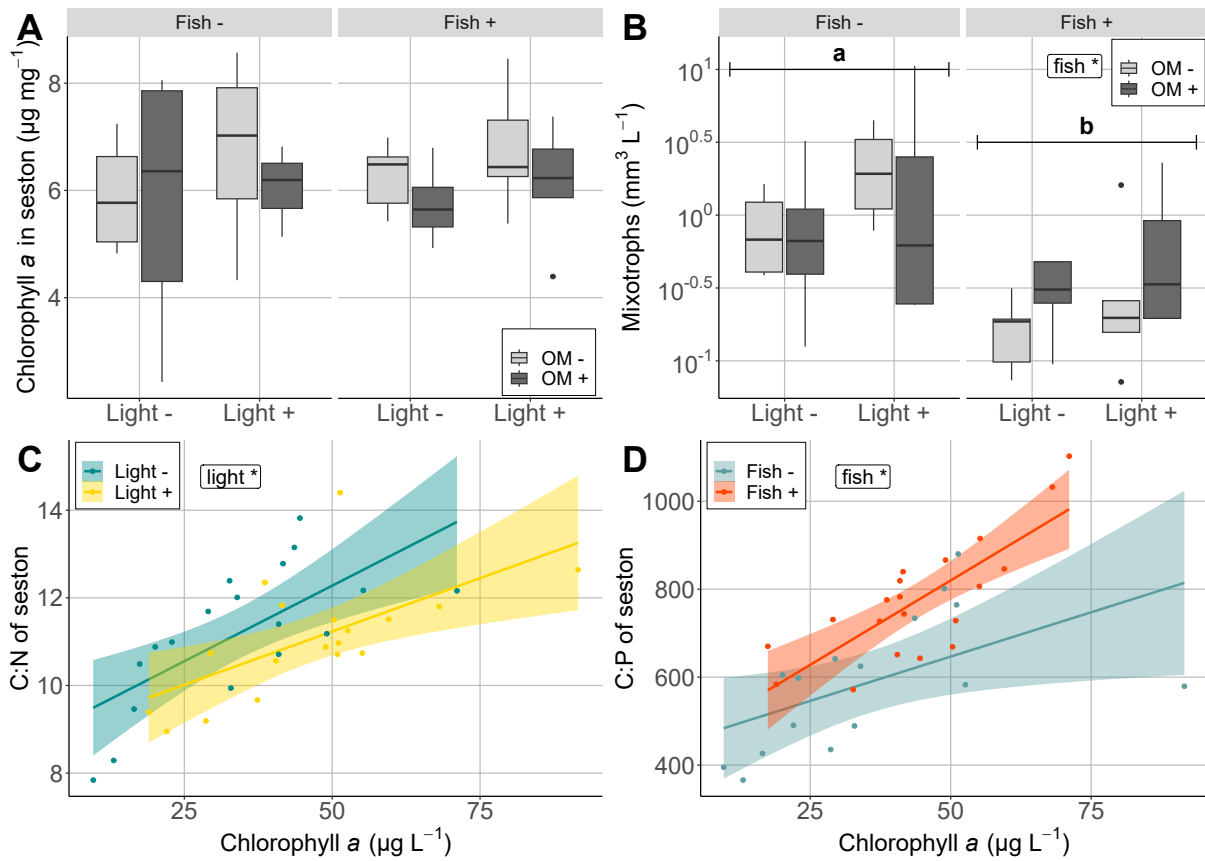 A
Fish -
Fish +
Chlorophyll a in seston (µg mg⁻¹)
8
6
4
OM -
OM +
Light -
Light +
Light -
Light +
B
Fish -
Fish +
Mixotrophs (mm³ L⁻¹)
10¹
10⁰·⁵
10⁰
10⁻⁰·⁵
10⁻¹
a
b
fish *
OM -
OM +
Light -
Light +
Light -
Light +
C
Light -
Light +
light *
C:N of seston
14
12
10
8
25
50
75
Chlorophyll a (µg L⁻¹)
D
Fish -
Fish +
fish *
C:P of seston
1000
800
600
400
25
50
75
Chlorophyll a (µg L⁻¹)